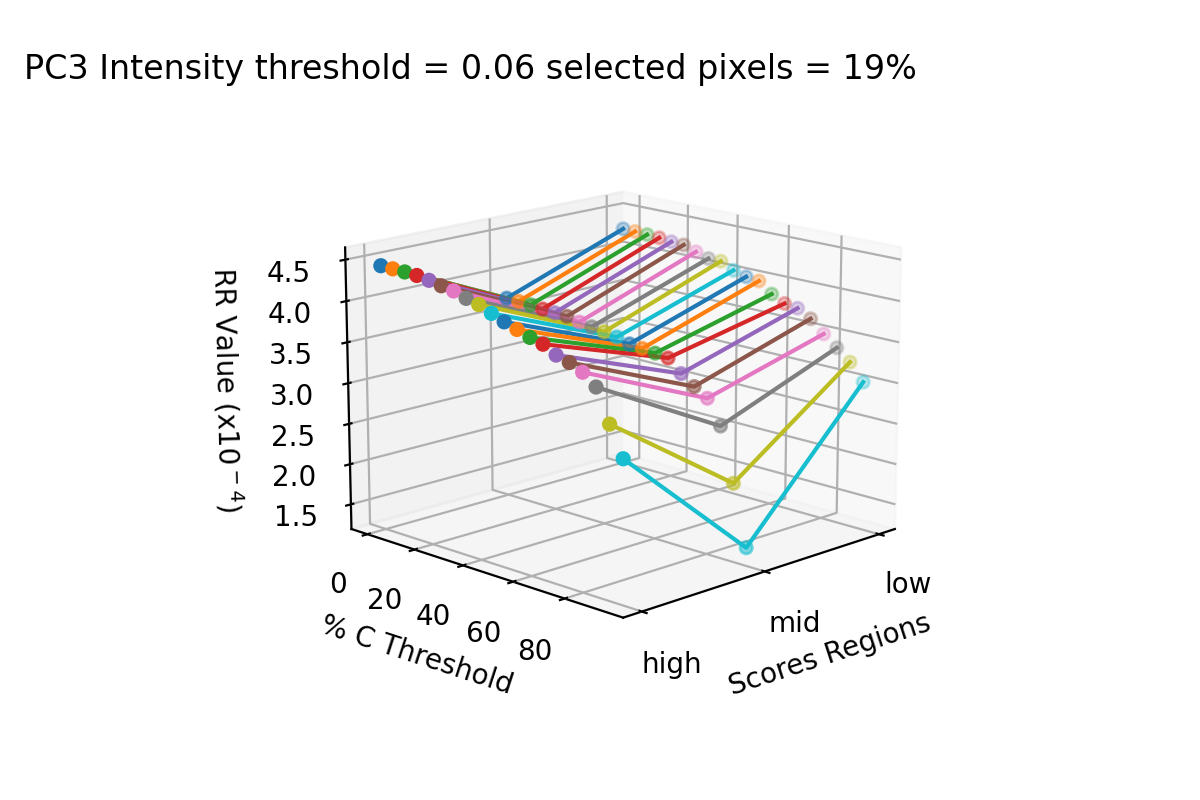 PC3 Intensity threshold = 0.06 selected pixels = 19%
RR Value (x10⁻⁴)
4.5
4.0
3.5
3.0
2.5
2.0
1.5
0
20
40
60
80
% C Threshold
high
mid
low
Scores Regions